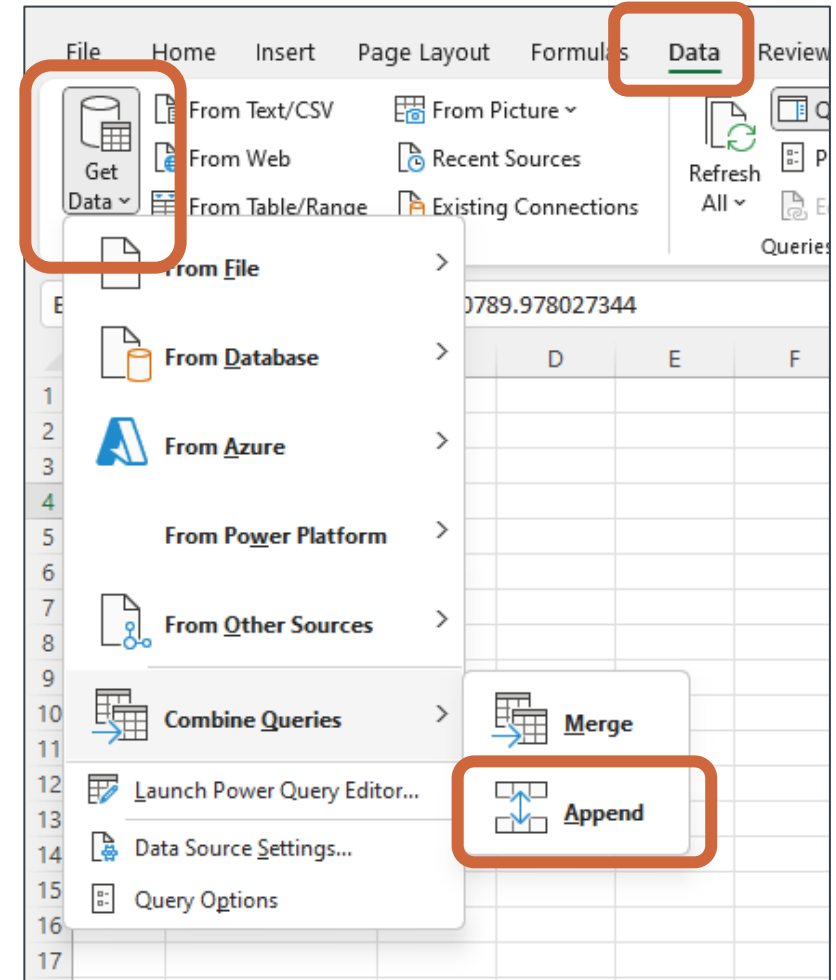 File Home Insert Page Layout Formulas Data Review
From Text/CSV From Picture
Get From Web Recent Sources Refresh
Data From Table/Range Existing Connections All
Queries
0789.978027344
D E F
From File
From Database
From Azure
From Power Platform
From Other Sources
Combine Queries
Merge
Append
Launch Power Query Editor...
Data Source Settings...
Query Options
1
2
3
4
5
6
7
8
9
10
11
12
13
14
15
16
17